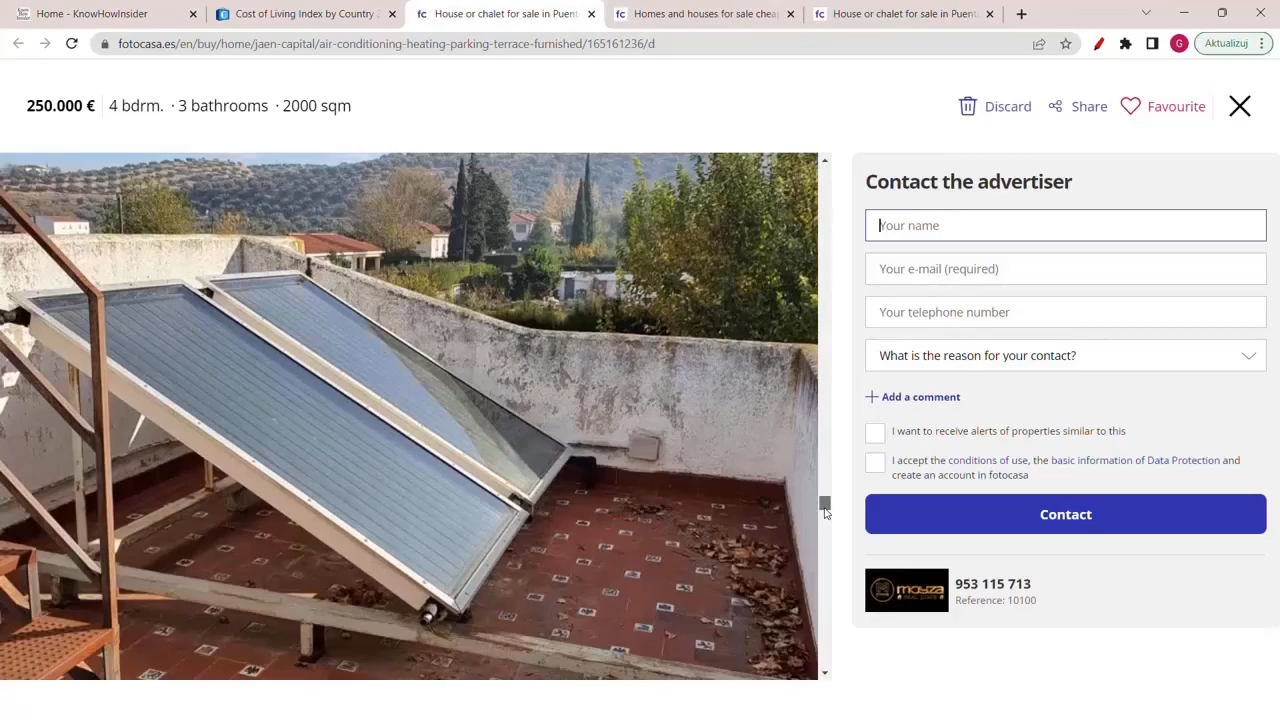 Home - KnowHowInsider
Cost of Living Index by Country
House or chalet for sale in Puent
Homes and houses for sale chea
House or chalet for sale in Puent
fotocasa.es/en/buy/home/jaen-capital/air-conditioning-heating-parking-terrace-furnished/165161236/d
G
Aktualizuj
250.000 € 4 bdrm. · 3 bathrooms · 2000 sqm
Discard
Share
Favourite
Contact the advertiser
Your name
Your e-mail (required)
Your telephone number
What is the reason for your contact?
Add a comment
I want to receive alerts of properties similar to this
I accept the conditions of use, the basic information of Data Protection and
create an account in fotocasa
Contact
mayza
953 115 713
Reference: 10100